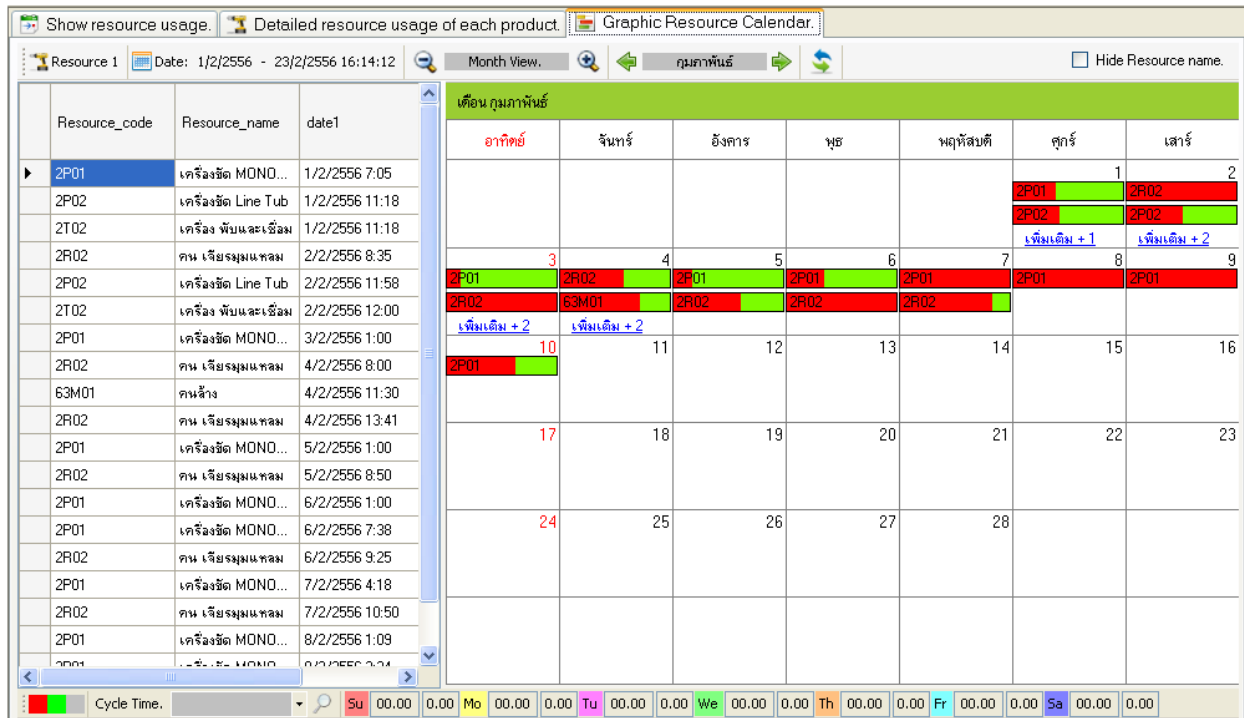 Show resource usage. Detailed resource usage of each product. Graphic Resource Calendar.
Resource 1 Date: 1/2/2556 - 23/2/2556 16:14:12 Month View. กุมภาพันธ์ Hide Resource name.
Resource_code Resource_name date1
2P01 เครื่องขัด MONO... 1/2/2556 7:05
2P02 เครื่องขัด Line Tub 1/2/2556 11:18
2T02 เครื่อง พับและเชื่อม 1/2/2556 11:18
2R02 คน เจียรมุมแหลม 2/2/2556 8:35
2P02 เครื่องขัด Line Tub 2/2/2556 11:58
2T02 เครื่อง พับและเชื่อม 2/2/2556 12:00
2P01 เครื่องขัด MONO... 3/2/2556 1:00
2R02 คน เจียรมุมแหลม 4/2/2556 8:00
63M01 คนล้าง 4/2/2556 11:30
2R02 คน เจียรมุมแหลม 4/2/2556 13:41
2P01 เครื่องขัด MONO... 5/2/2556 1:00
2R02 คน เจียรมุมแหลม 5/2/2556 8:50
2P01 เครื่องขัด MONO... 6/2/2556 1:00
2P01 เครื่องขัด MONO... 6/2/2556 7:38
2R02 คน เจียรมุมแหลม 6/2/2556 9:25
2P01 เครื่องขัด MONO... 7/2/2556 4:18
2R02 คน เจียรมุมแหลม 7/2/2556 10:50
2P01 เครื่องขัด MONO... 8/2/2556 1:09
เดือน กุมภาพันธ์
อาทิตย์ จันทร์ อังคาร พุธ พฤหัสบดี ศุกร์ เสาร์
1 2
2P01 2R02
2P02 2P02
เพิ่มเติม + 1 เพิ่มเติม + 2
3 4 5 6 7 8 9
2P01 2R02 2P01 2P01 2P01 2P01 2P01
2R02 63M01 2R02 2R02 2R02
เพิ่มเติม + 2 เพิ่มเติม + 2
10 11 12 13 14 15 16
2P01
17 18 19 20 21 22 23
24 25 26 27 28
Cycle Time. Su 00.00 0.00 Mo 00.00 0.00 Tu 00.00 0.00 We 00.00 0.00 Th 00.00 0.00 Fr 00.00 0.00 Sa 00.00 0.00